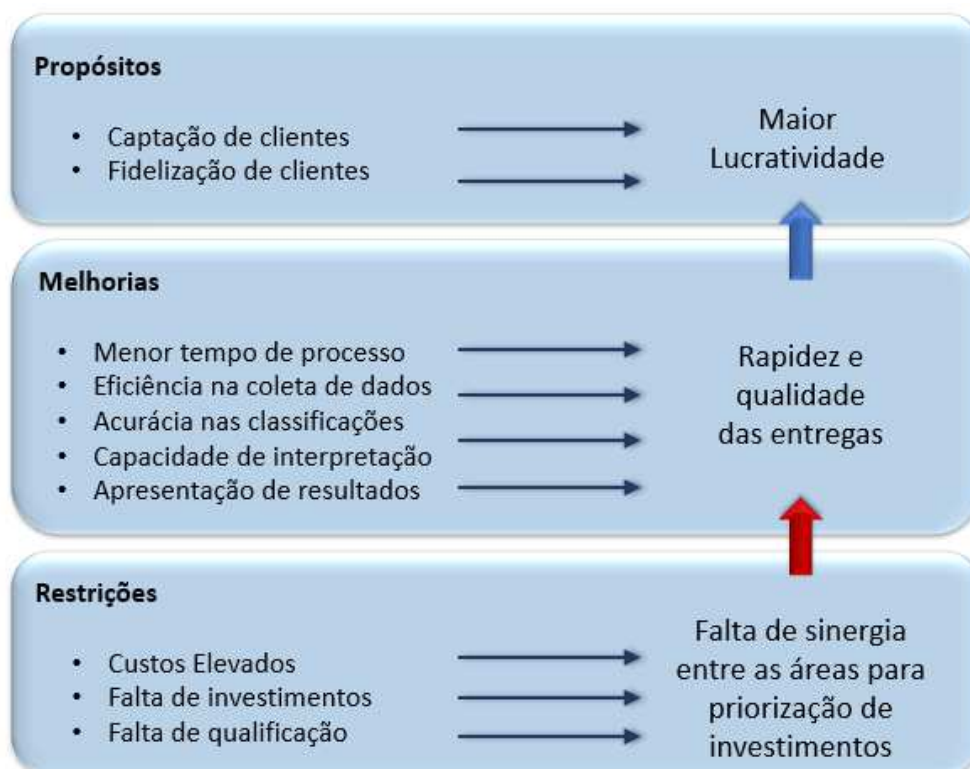 Propósitos
• Captação de clientes
• Fidelização de clientes
Maior
Lucratividade
Melhorias
• Menor tempo de processo
• Eficiência na coleta de dados
• Acurácia nas classificações
• Capacidade de interpretação
• Apresentação de resultados
Rapidez e
qualidade
das entregas
Restrições
• Custos Elevados
• Falta de investimentos
• Falta de qualificação
Falta de sinergia
entre as áreas para
priorização de
investimentos